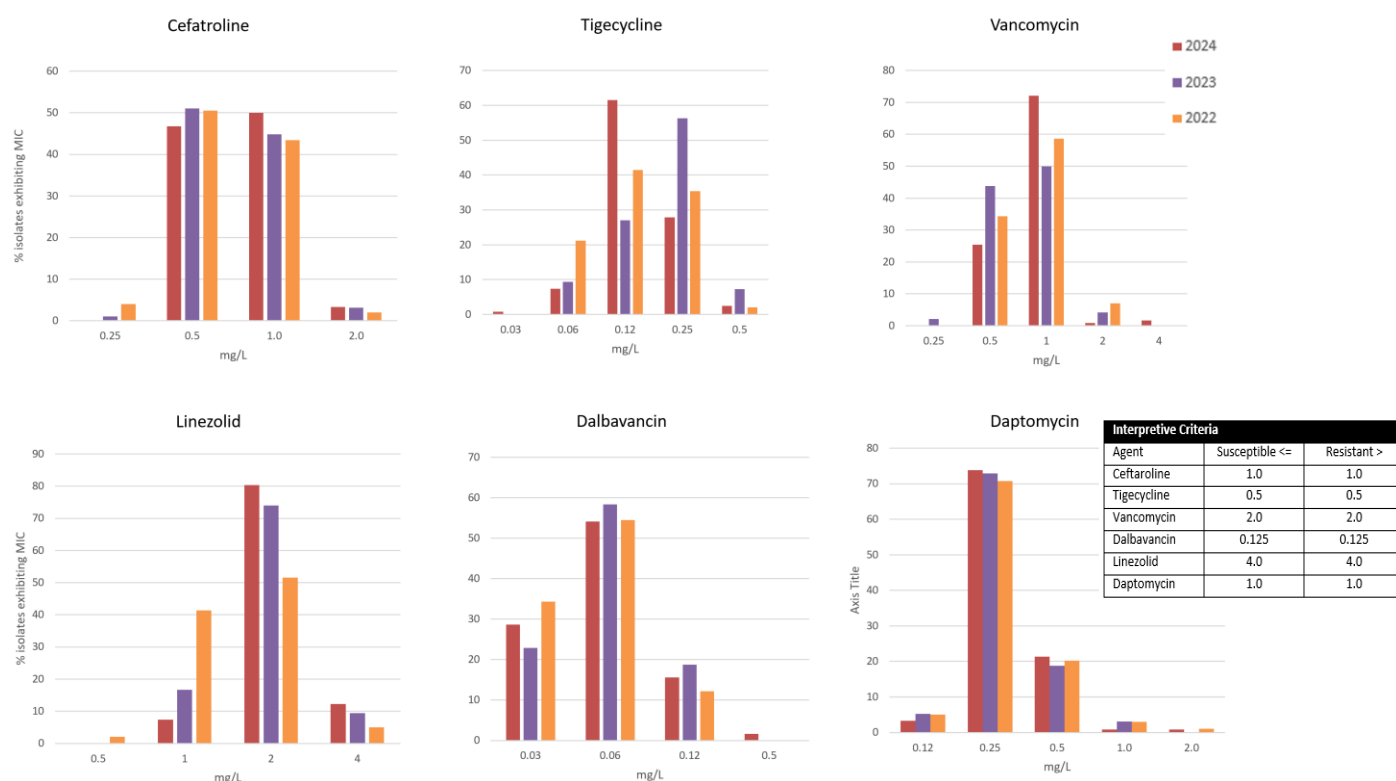 Cefatroline
60
50
40
30
20
10
0
% isolates exhibiting MIC
0.25 0.5 1.0 2.0
mg/L
Tigecycline
70
60
50
40
30
20
10
0
0.03 0.06 0.12 0.25 0.5
mg/L
Vancomycin
80
70
60
50
40
30
20
10
0
0.25 0.5 1 2 4
mg/L
2024
2023
2022
Linezolid
90
80
70
60
50
40
30
20
10
0
% isolates exhibiting MIC
0.5 1 2 4
mg/L
Dalbavancin
70
60
50
40
30
20
10
0
0.03 0.06 0.12 0.5
mg/L
Daptomycin
80
70
60
50
40
30
20
10
0
Axis Title
0.12 0.25 0.5 1.0 2.0
mg/L
Interpretive Criteria
Agent Susceptible <= Resistant >
Ceftaroline 1.0 1.0
Tigecycline 0.5 0.5
Vancomycin 2.0 2.0
Dalbavancin 0.125 0.125
Linezolid 4.0 4.0
Daptomycin 1.0 1.0